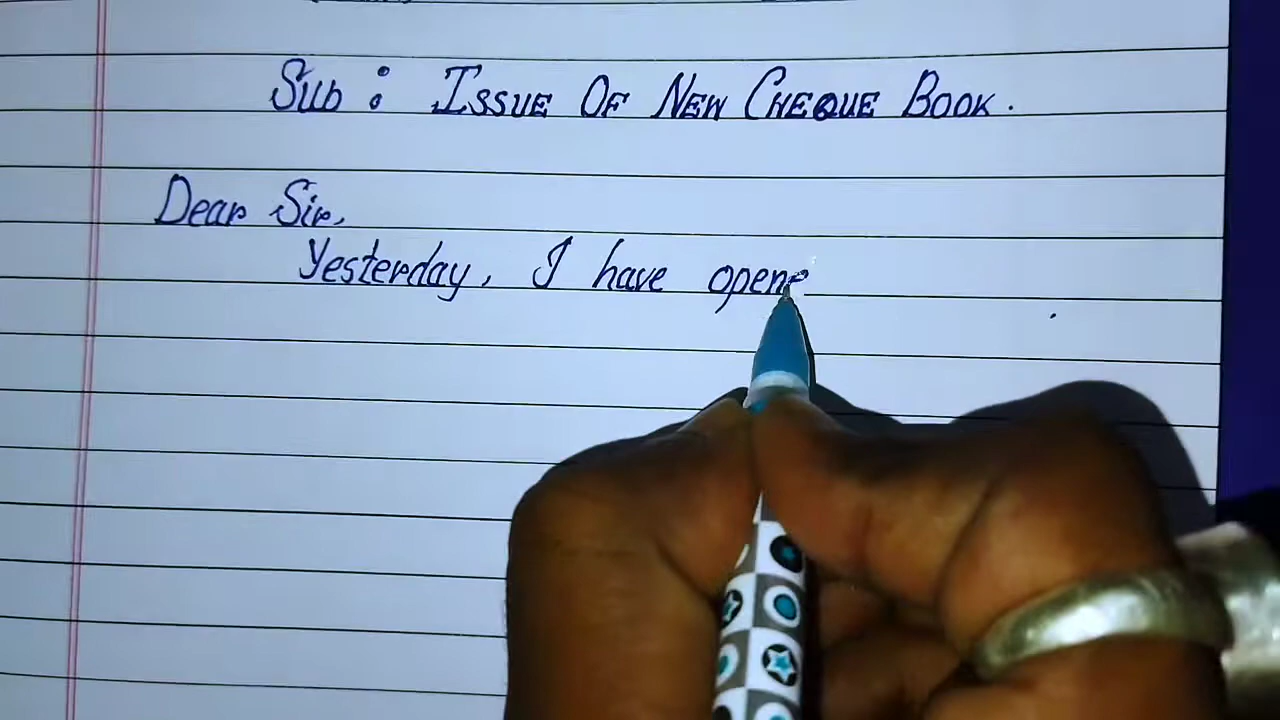 Sub : ISSUE OF NEW CHEQUE BOOK.
Dear Sir,
Yesterday, I have opene